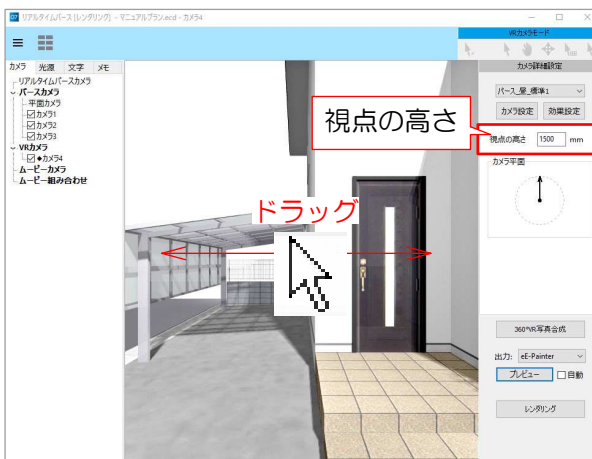 リアルタイムパース [レンダリング] - マニュアルプラン.ecd - カメラ4
VRカメラモード
カメラ 光源 文字 メモ
リアルタイムパースカメラ
パースカメラ
平面カメラ
カメラ1
カメラ2
カメラ3
VRカメラ
◆カメラ4
ムービーカメラ
ムービー組み合わせ
視点の高さ
ドラッグ
カメラ詳細設定
パース_昼_標準1
カメラ設定 効果設定
視点の高さ 1500 mm
カメラ平面
360°VR写真合成
出力: eE-Painter
プレビュー 自動
レンダリング